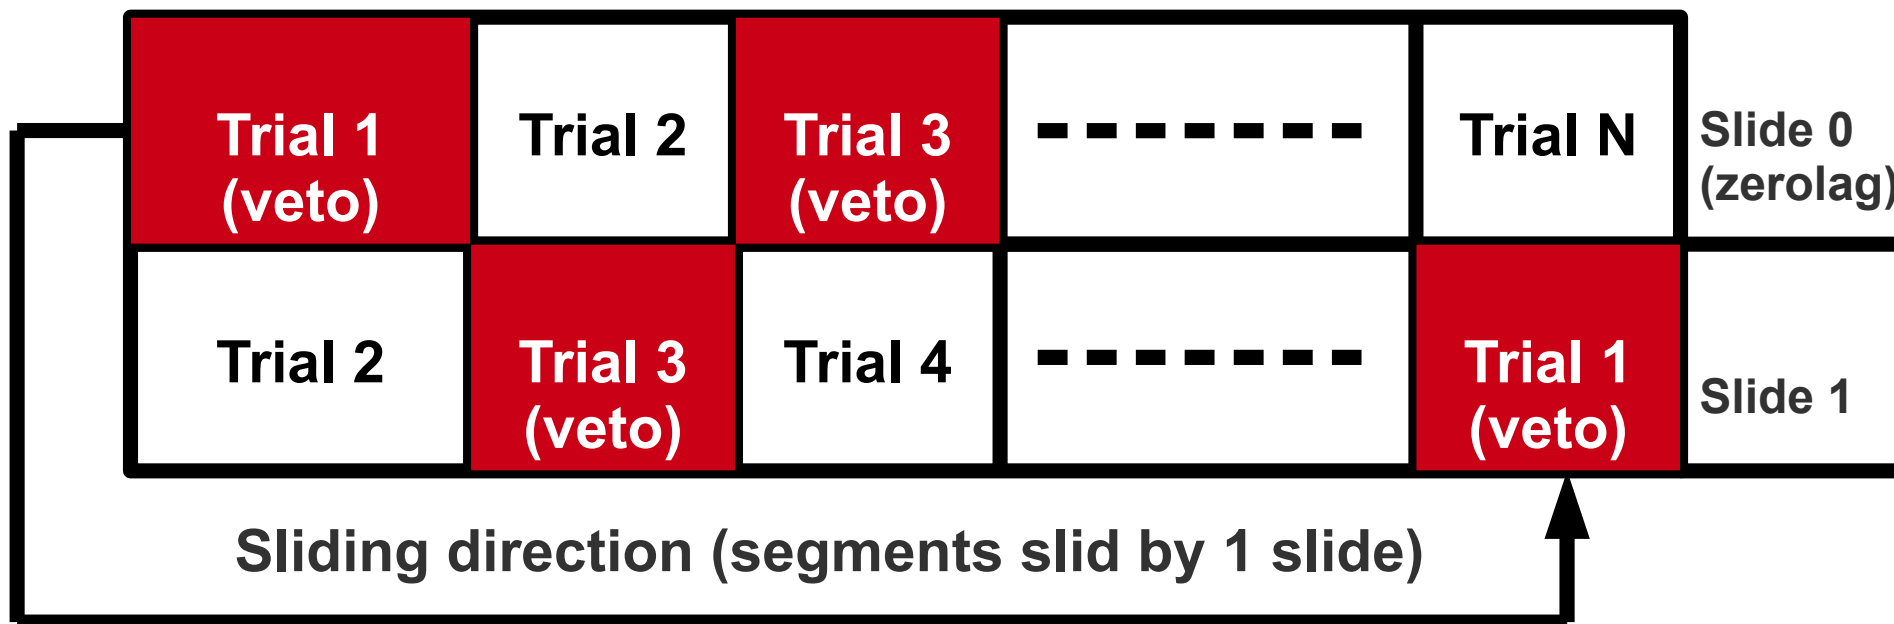 Trial 1
(veto)
Trial 2
Trial 3
(veto)
Trial N
Slide 0
(zerolag)
Trial 2
Trial 3
(veto)
Trial 4
Trial 1
(veto)
Slide 1
Sliding direction (segments slid by 1 slide)